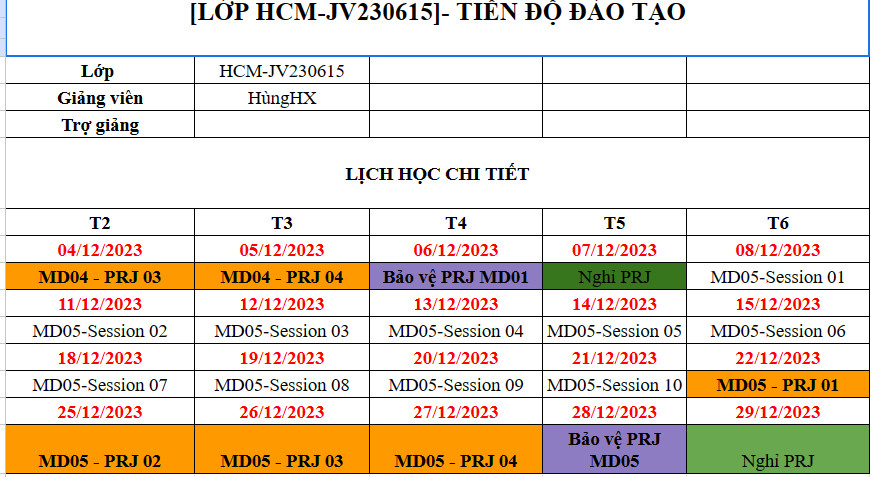 [LỚP HCM-JV230615]- TIẾN ĐỘ ĐÀO TẠO
Lớp HCM-JV230615
Giảng viên HùngHX
Trợ giảng
LỊCH HỌC CHI TIẾT
T2 T3 T4 T5 T6
04/12/2023 05/12/2023 06/12/2023 07/12/2023 08/12/2023
MD04 - PRJ 03 MD04 - PRJ 04 Bảo vệ PRJ MD01 Nghỉ PRJ MD05-Session 01
11/12/2023 12/12/2023 13/12/2023 14/12/2023 15/12/2023
MD05-Session 02 MD05-Session 03 MD05-Session 04 MD05-Session 05 MD05-Session 06
18/12/2023 19/12/2023 20/12/2023 21/12/2023 22/12/2023
MD05-Session 07 MD05-Session 08 MD05-Session 09 MD05-Session 10 MD05 - PRJ 01
25/12/2023 26/12/2023 27/12/2023 28/12/2023 29/12/2023
MD05 - PRJ 02 MD05 - PRJ 03 MD05 - PRJ 04 Bảo vệ PRJ MD05 Nghỉ PRJ